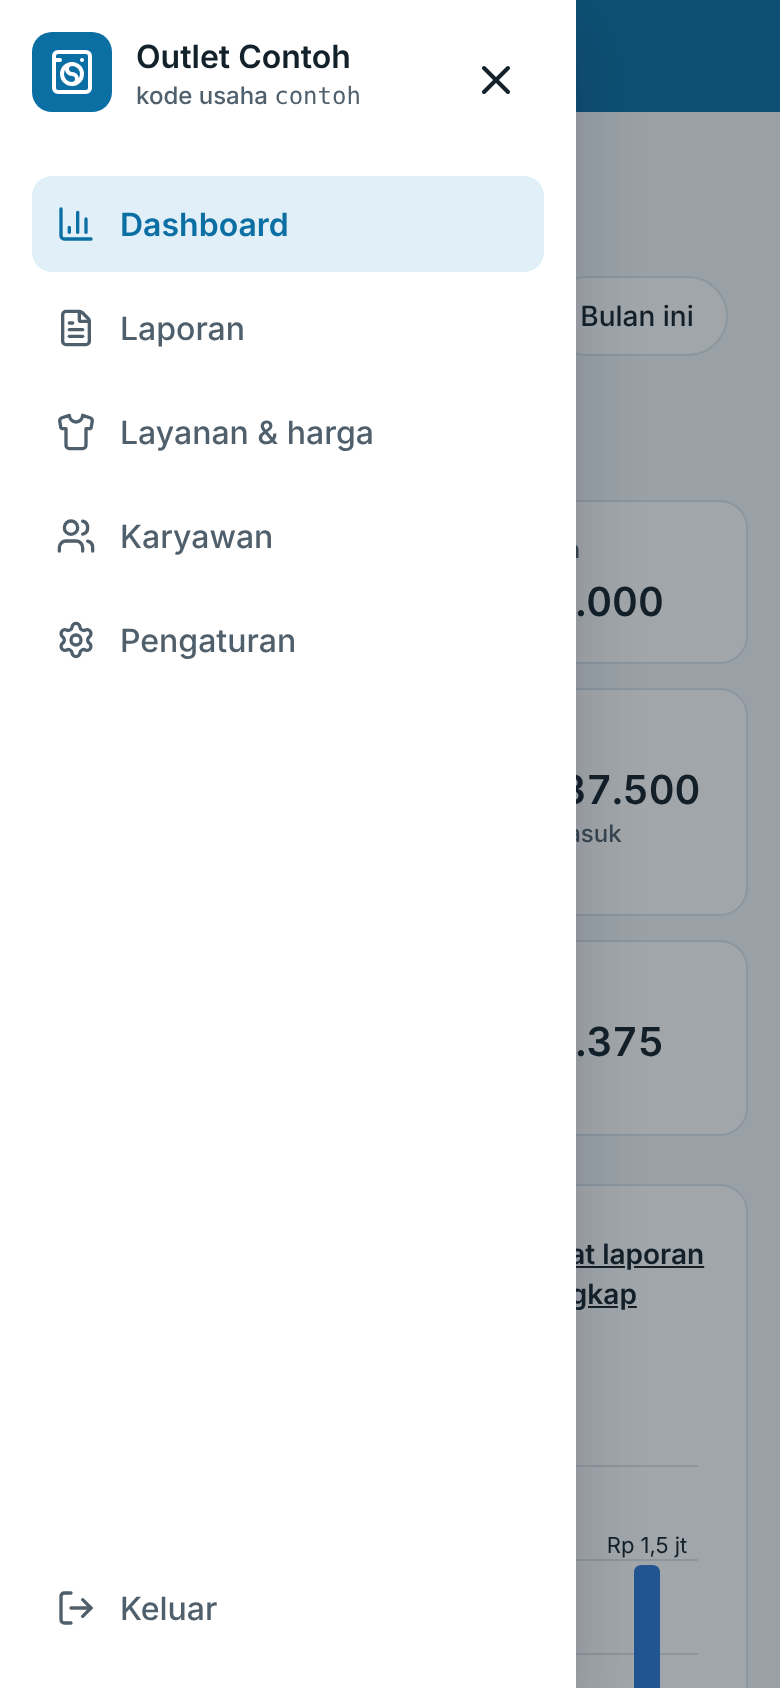 Outlet Contoh
kode usaha contoh
Dashboard
Laporan
Layanan & harga
Karyawan
Pengaturan
Keluar
Bulan ini
.000
37.500
asuk
.375
at laporan
gkap
Rp 1,5 jt